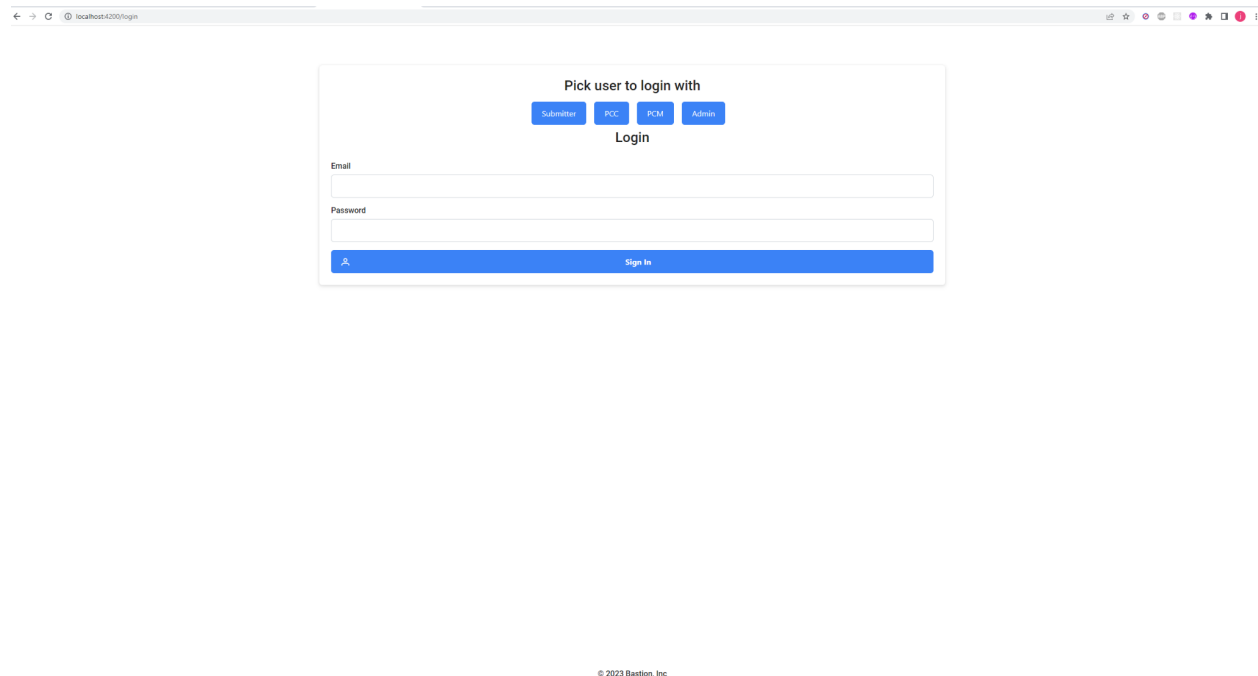 localhost:4200/login
Pick user to login with
Submitter PCC PCM Admin
Login
Email
Password
Sign In
© 2023 Bastion, Inc